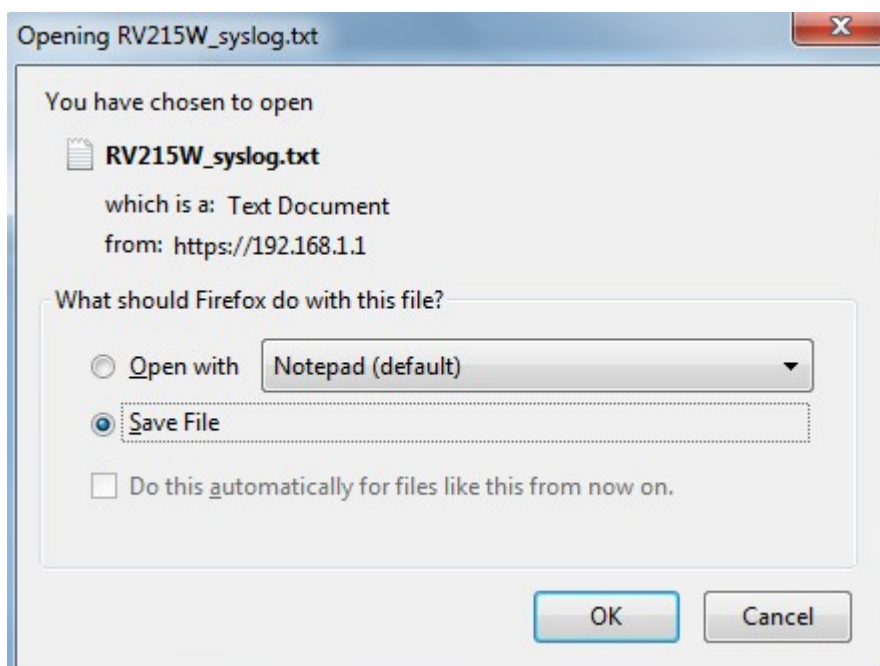 Opening RV215W_syslog.txt
You have chosen to open
RV215W_syslog.txt
which is a: Text Document
from: https://192.168.1.1
What should Firefox do with this file?
Open with Notepad (default)
Save File
Do this automatically for files like this from now on.
OK Cancel